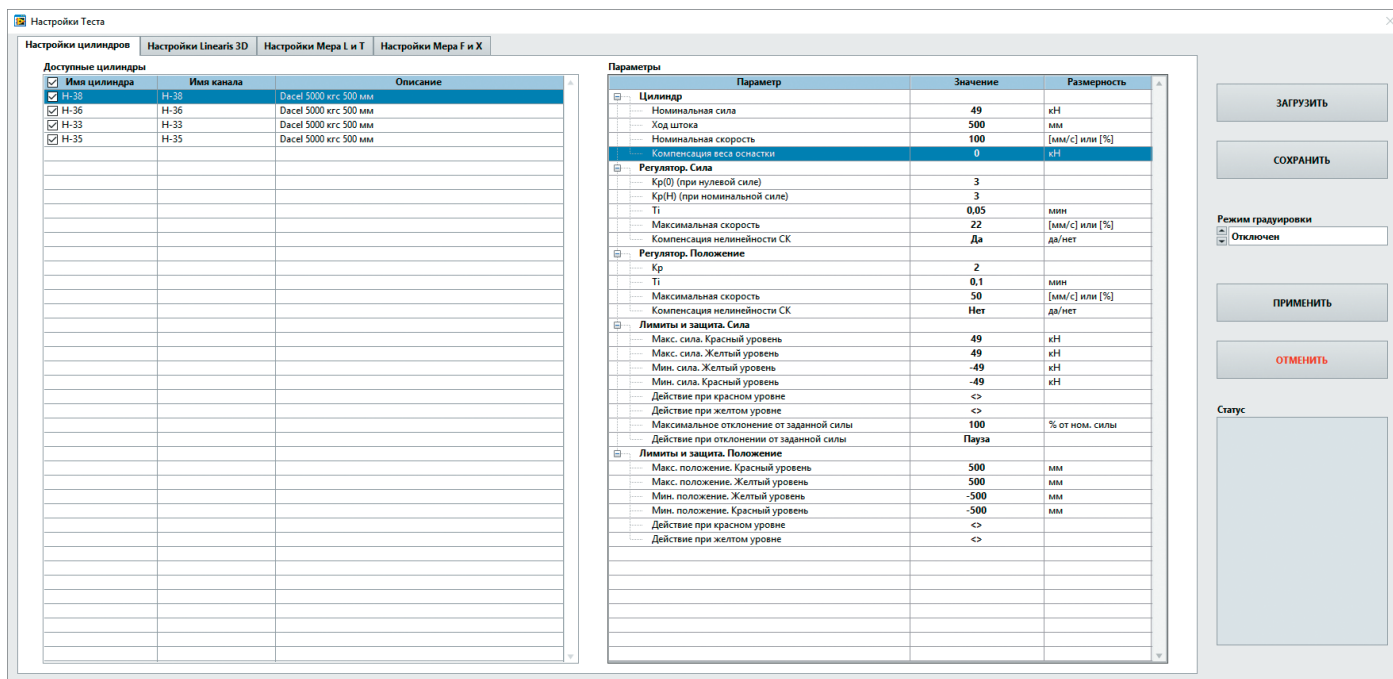 Настройки Теста
Настройки цилиндров Настройки Linearis 3D Настройки Мера L и T Настройки Мера F и X
Доступные цилиндры
Имя цилиндра Имя канала Описание
Н-38 Н-38 Dacel 5000 кгс 500 мм
Н-36 Н-36 Dacel 5000 кгс 500 мм
Н-33 Н-33 Dacel 5000 кгс 500 мм
Н-35 Н-35 Dacel 5000 кгс 500 мм
Параметры
Параметр Значение Размерность
Цилиндр
Номинальная сила 49 кН
Ход штока 500 мм
Номинальная скорость 100 [мм/с] или [%]
Компенсация веса оснастки 0 кН
Регулятор. Сила
Кр(0) (при нулевой силе) 3
Кр(Н) (при номинальной силе) 3
Ti 0,05 мин
Максимальная скорость 22 [мм/с] или [%]
Компенсация нелинейности СК Да да/нет
Регулятор. Положение
Кр 2
Ti 0,1 мин
Максимальная скорость 50 [мм/с] или [%]
Компенсация нелинейности СК Нет да/нет
Лимиты и защита. Сила
Макс. сила. Красный уровень 49 кН
Макс. сила. Желтый уровень 49 кН
Мин. сила. Желтый уровень -49 кН
Мин. сила. Красный уровень -49 кН
Действие при красном уровне <>
Действие при желтом уровне <>
Максимальное отклонение от заданной силы 100 % от ном. силы
Действие при отклонении от заданной силы Пауза
Лимиты и защита. Положение
Макс. положение. Красный уровень 500 мм
Макс. положение. Желтый уровень 500 мм
Мин. положение. Желтый уровень -500 мм
Мин. положение. Красный уровень -500 мм
Действие при красном уровне <>
Действие при желтом уровне <>
ЗАГРУЗИТЬ
СОХРАНИТЬ
Режим градуировки
Отключен
ПРИМЕНИТЬ
ОТМЕНИТЬ
Статус